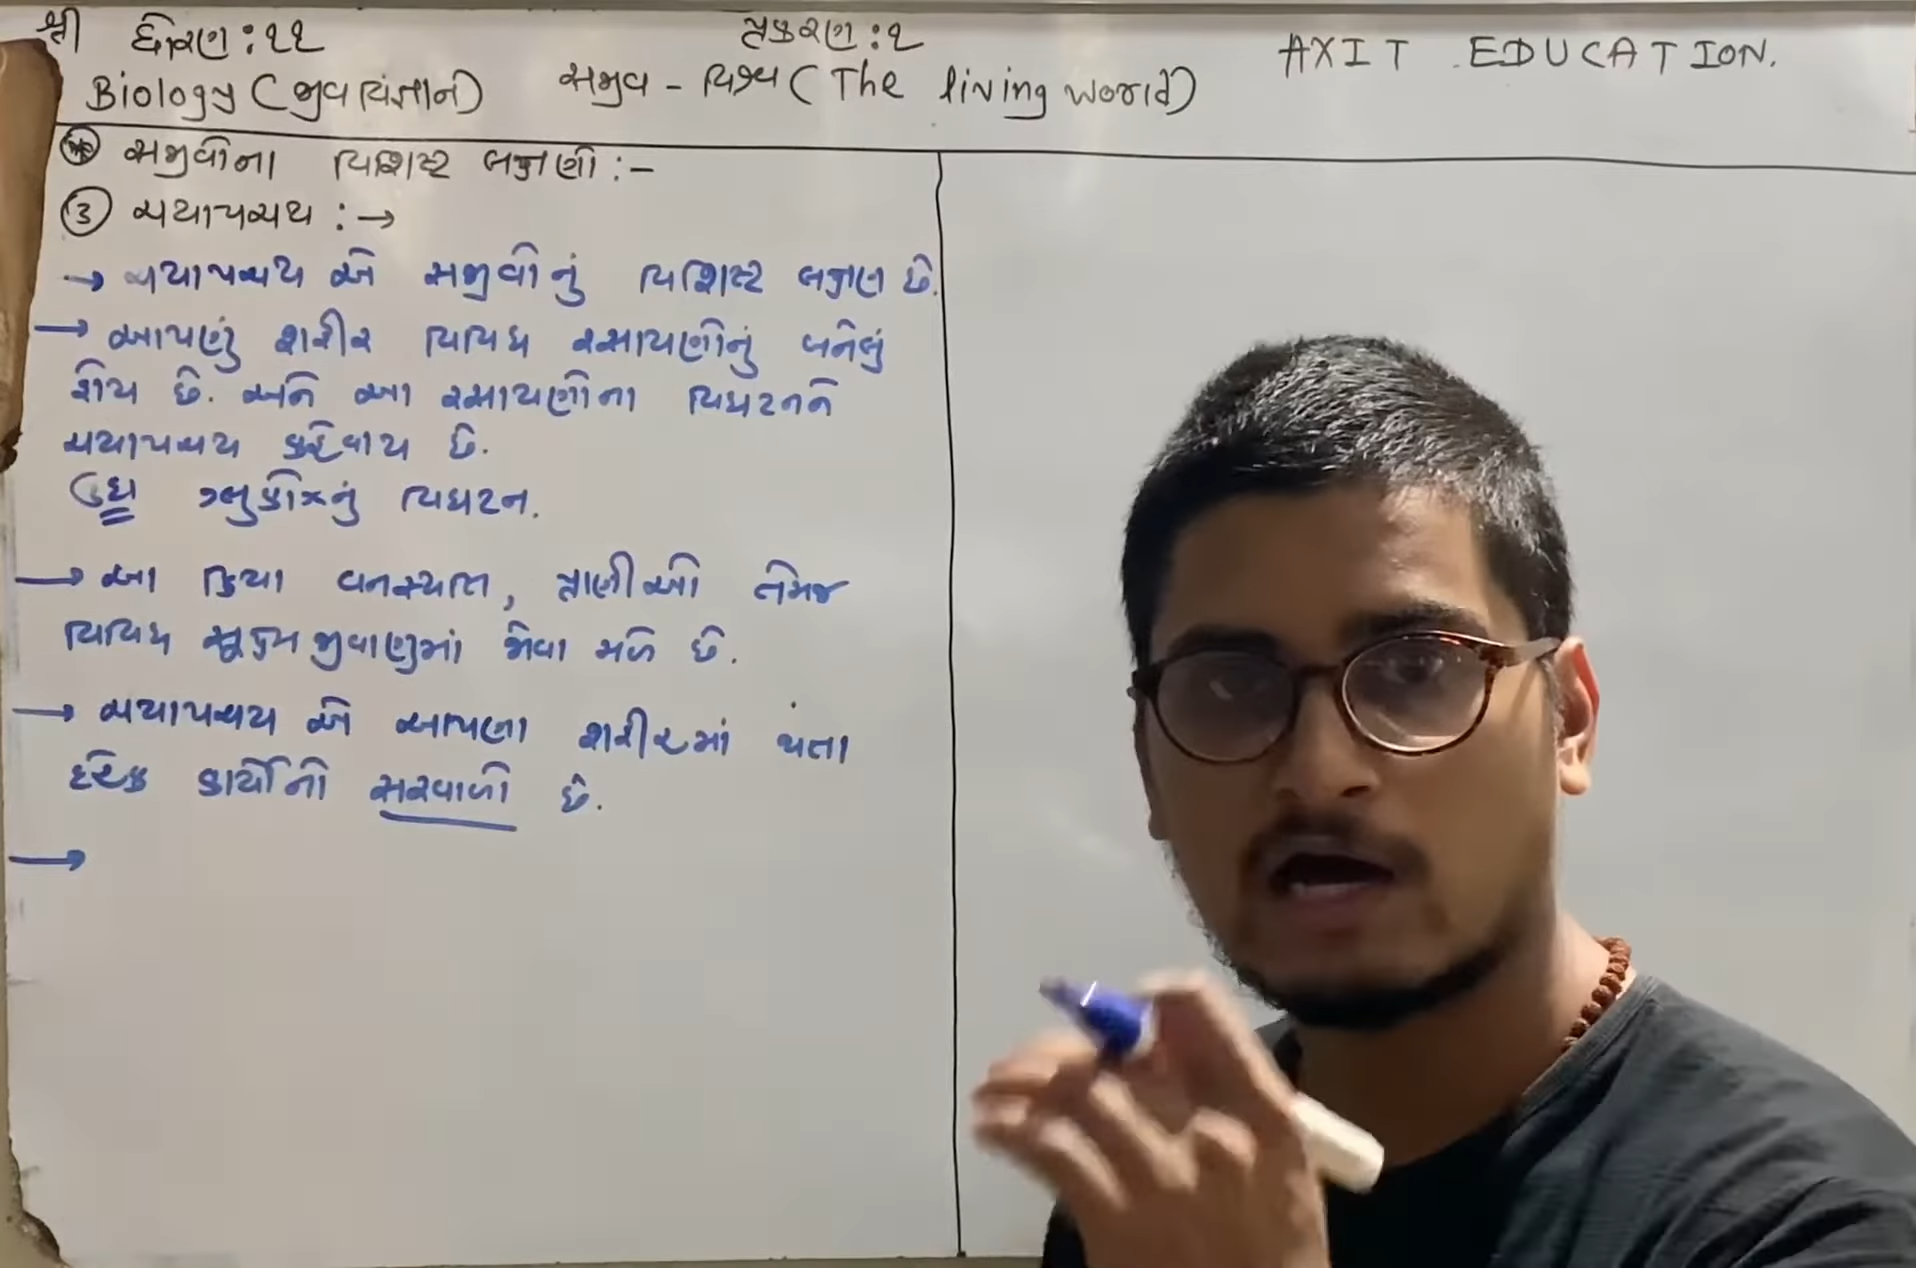 શ્રી ધોરણ : ૧૧ પ્રકરણ : ૧ AXIT EDUCATION.
Biology (જીવવિજ્ઞાન) સજીવ - વિશ્વ (The living world)
સજીવોના વિશિષ્ટ લક્ષણો :-
③ ચયાપચય : →
→ ચયાપચય એ સજીવોનું વિશિષ્ટ લક્ષણ છે.
→ આપણું શરીર વિવિધ રસાયણોનું બનેલું
હોય છે. અને આ રસાયણોના વિઘટનને
ચયાપચય કહેવાય છે.
ગ્લુકોઝનું વિઘટન.
→ આ ક્રિયા વનસ્પતિ, પ્રાણીઓ તેમજ
વિવિધ સૂક્ષ્મ જીવાણુમાં જોવા મળે છે.
→ ચયાપચય એ આપણા શરીરમાં થતા
દરેક કાર્યોનો સરવાળો છે.
→